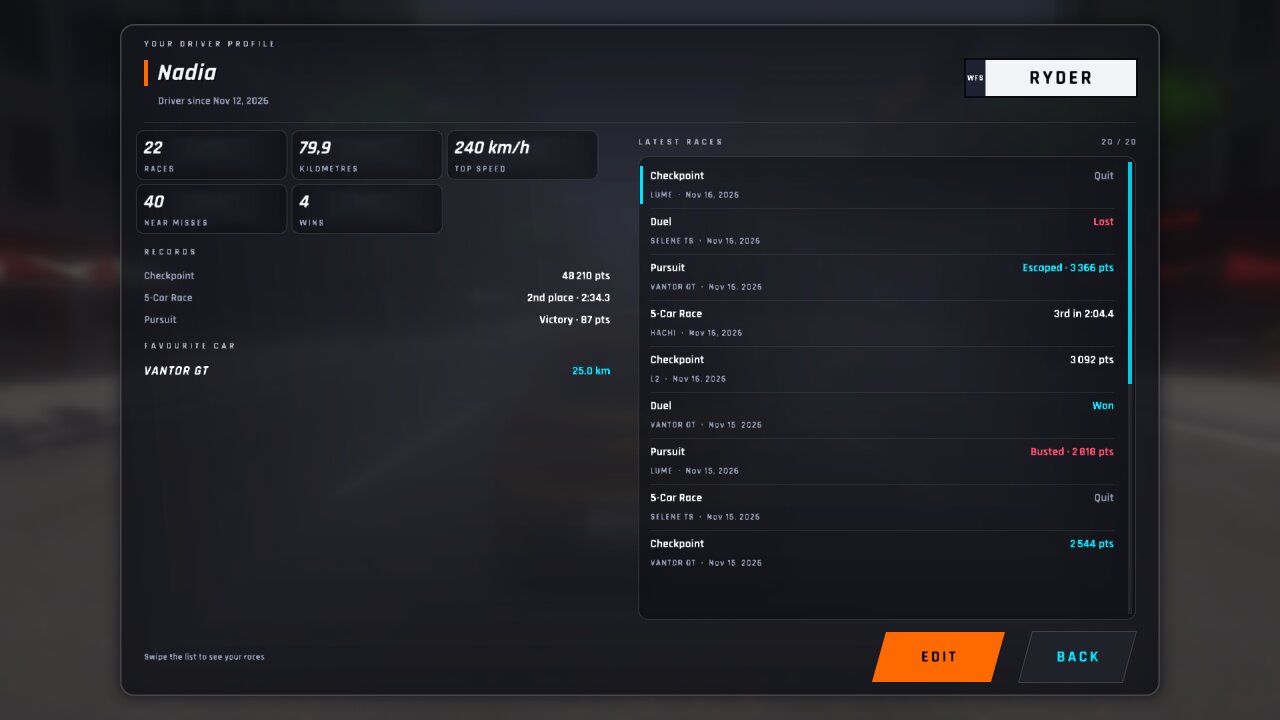 YOUR DRIVER PROFILE
Nadia
Driver since Nov 12, 2026
WFS RYDER
22
RACES
79,9
KILOMETRES
240 km/h
TOP SPEED
40
NEAR MISSES
4
WINS
RECORDS
Checkpoint 48 210 pts
5-Car Race 2nd place · 2:34.3
Pursuit Victory · 87 pts
FAVOURITE CAR
VANTOR GT 25.0 km
LATEST RACES 20 / 20
Checkpoint Quit
LUME · Nov 16, 2026
Duel Lost
SELENE TS · Nov 16, 2026
Pursuit Escaped · 3 366 pts
VANTOR GT · Nov 16, 2026
5-Car Race 3rd in 2:04.4
HACHI · Nov 16, 2026
Checkpoint 3 092 pts
L2 · Nov 16, 2026
Duel Won
VANTOR GT · Nov 15, 2026
Pursuit Busted · 2 818 pts
LUME · Nov 15, 2026
5-Car Race Quit
SELENE TS · Nov 15, 2026
Checkpoint 2 544 pts
VANTOR GT · Nov 15, 2026
Swipe the list to see your races
EDIT
BACK